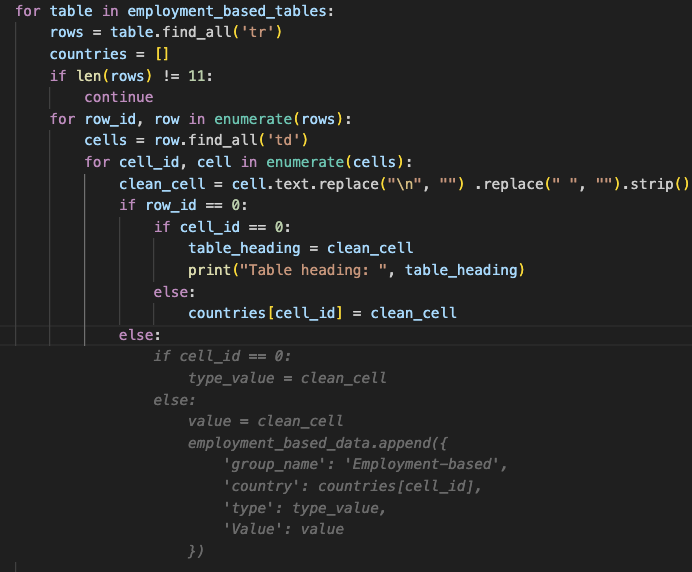 for table in employment_based_tables:
    rows = table.find_all('tr')
    countries = []
    if len(rows) != 11:
        continue
    for row_id, row in enumerate(rows):
        cells = row.find_all('td')
        for cell_id, cell in enumerate(cells):
            clean_cell = cell.text.replace("\n", "") .replace(" ", "").strip()
            if row_id == 0:
                if cell_id == 0:
                    table_heading = clean_cell
                    print("Table heading: ", table_heading)
                else:
                    countries[cell_id] = clean_cell
            else:
                if cell_id == 0:
                    type_value = clean_cell
                else:
                    value = clean_cell
                    employment_based_data.append({
                        'group_name': 'Employment-based',
                        'country': countries[cell_id],
                        'type': type_value,
                        'Value': value
                    })